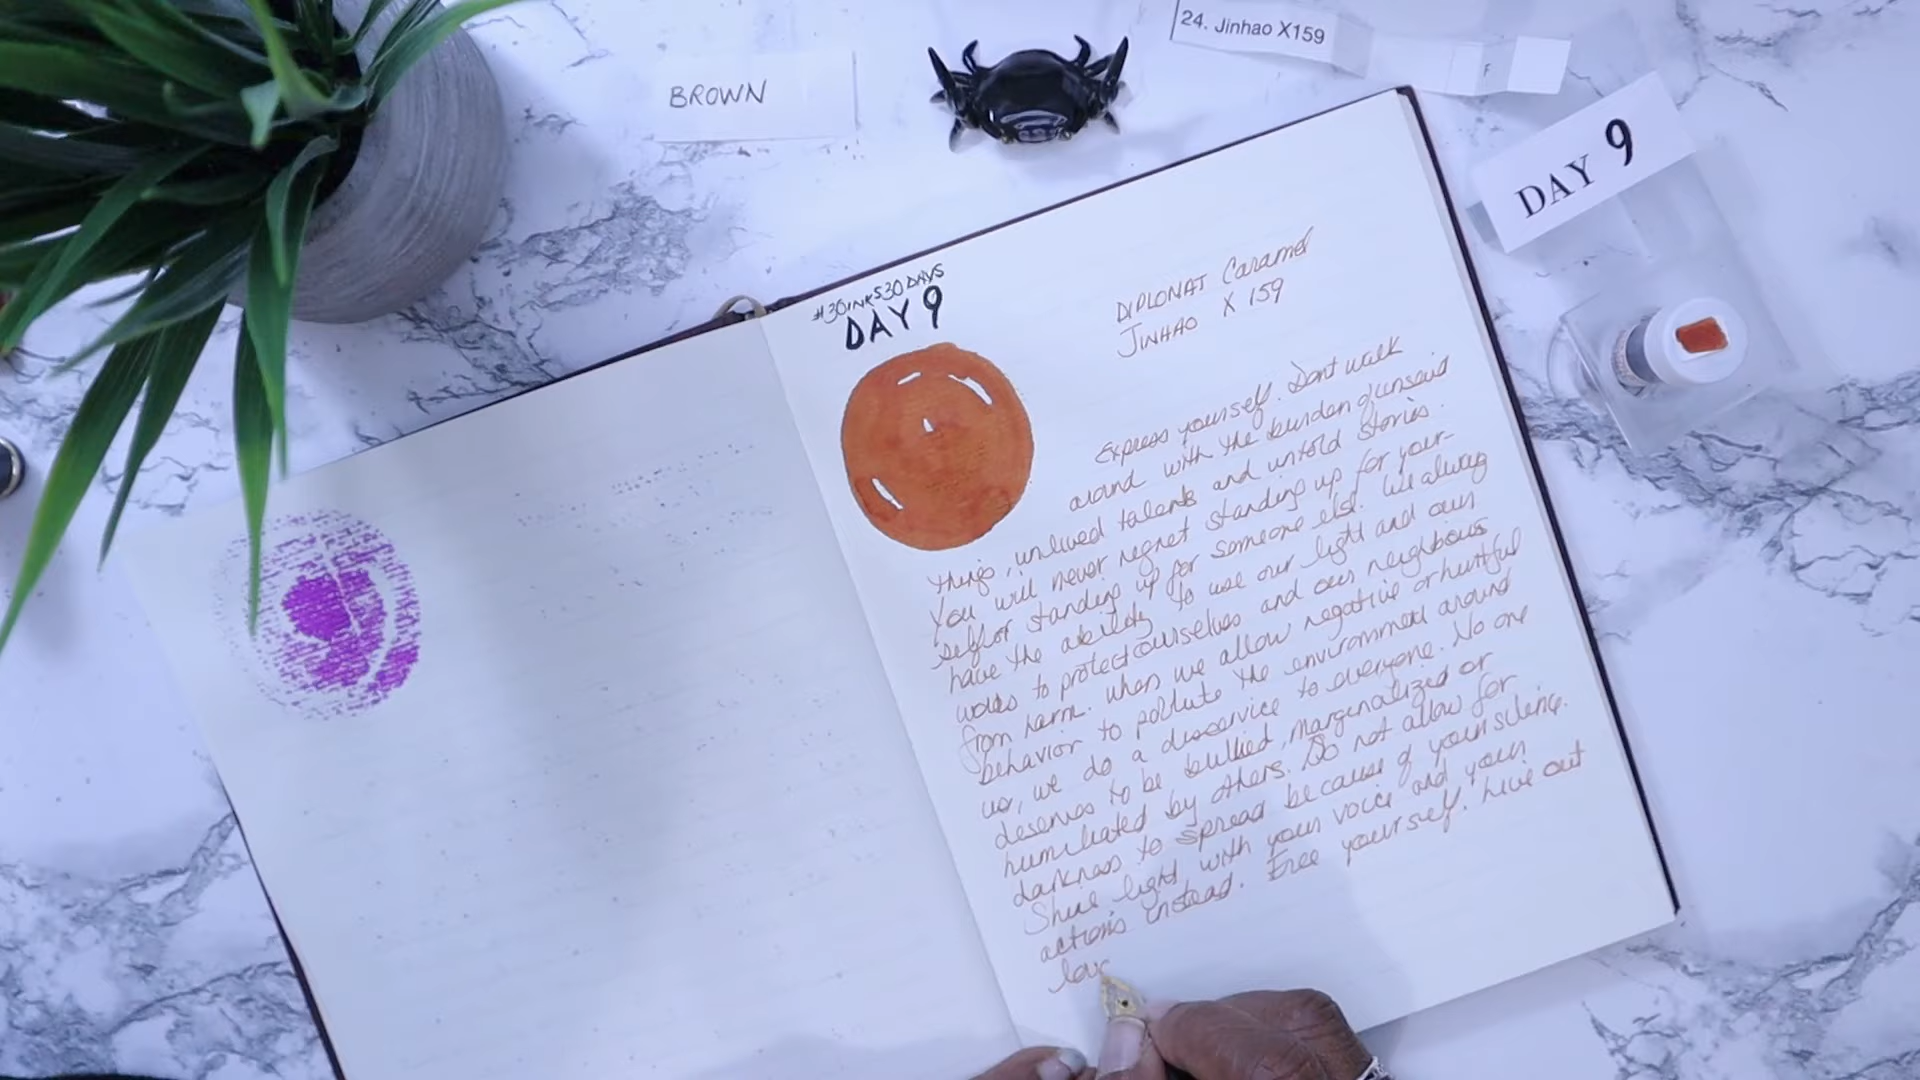 BROWN
24. Jinhao X159
F
DAY 9
#30INKS30DAYS
DAY 9
DIPLOMAT Caramel
JINHAO X 159
Express yourself. Dont walk
around with the burden of unsaid
things, unlived talents and untold stories.
You will never regret standing up for your-
self or standing up for someone else. We always
have the ability to use our light and our
words to protect ourselves and our neighbours
from harm. When we allow negative or hurtful
behavior to pollute the environment around
us, we do a disservice to everyone. No one
deserves to be bullied, marginalized or
humiliated by others. Do not allow for
darkness to spread because of your silence.
Shine light with your voice and your
actions instead. Free yourself. Live out
lou